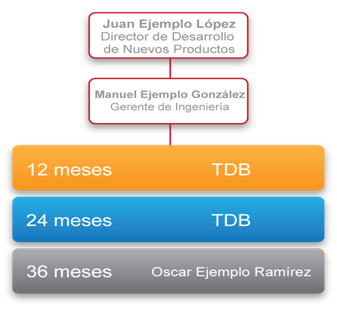 Juan Ejemplo López
Director de Desarrollo
de Nuevos Productos
Manuel Ejemplo González
Gerente de Ingeniería
12 meses TDB
24 meses TDB
36 meses Oscar Ejemplo Ramírez